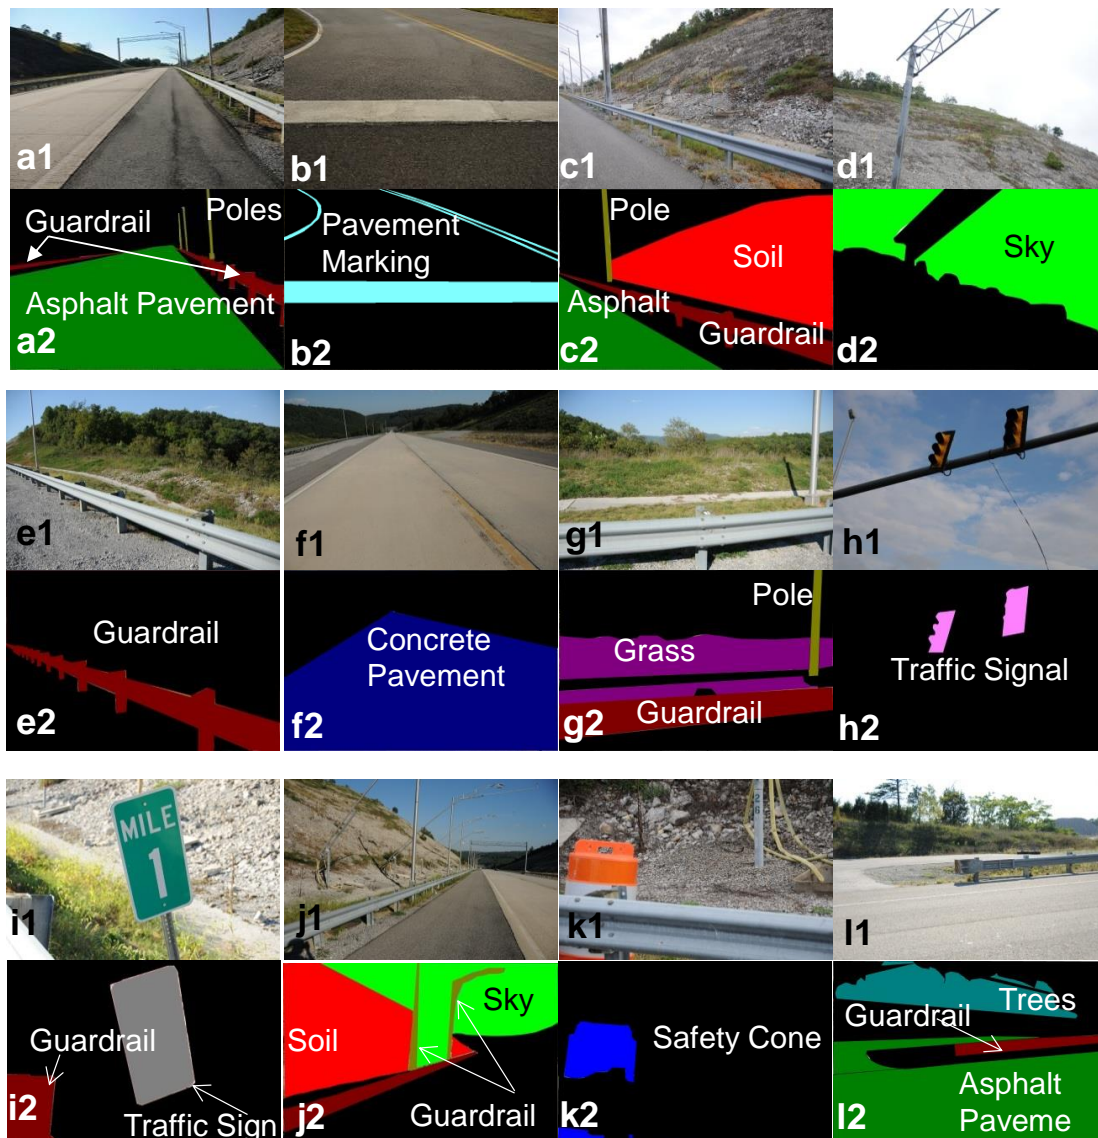 a1
b1
c1
d1
Guardrail
Poles
Asphalt Pavement
a2
Pavement
Marking
b2
Pole
Soil
Asphalt
Guardrail
c2
Sky
d2
e1
f1
g1
h1
Guardrail
e2
Concrete
Pavement
f2
Pole
Grass
Guardrail
g2
Traffic Signal
h2
MILE
1
i1
j1
2
6
k1
l1
Guardrail
Traffic Sign
i2
Sky
Soil
Guardrail
j2
Safety Cone
k2
Trees
Guardrail
Asphalt
Paveme
l2